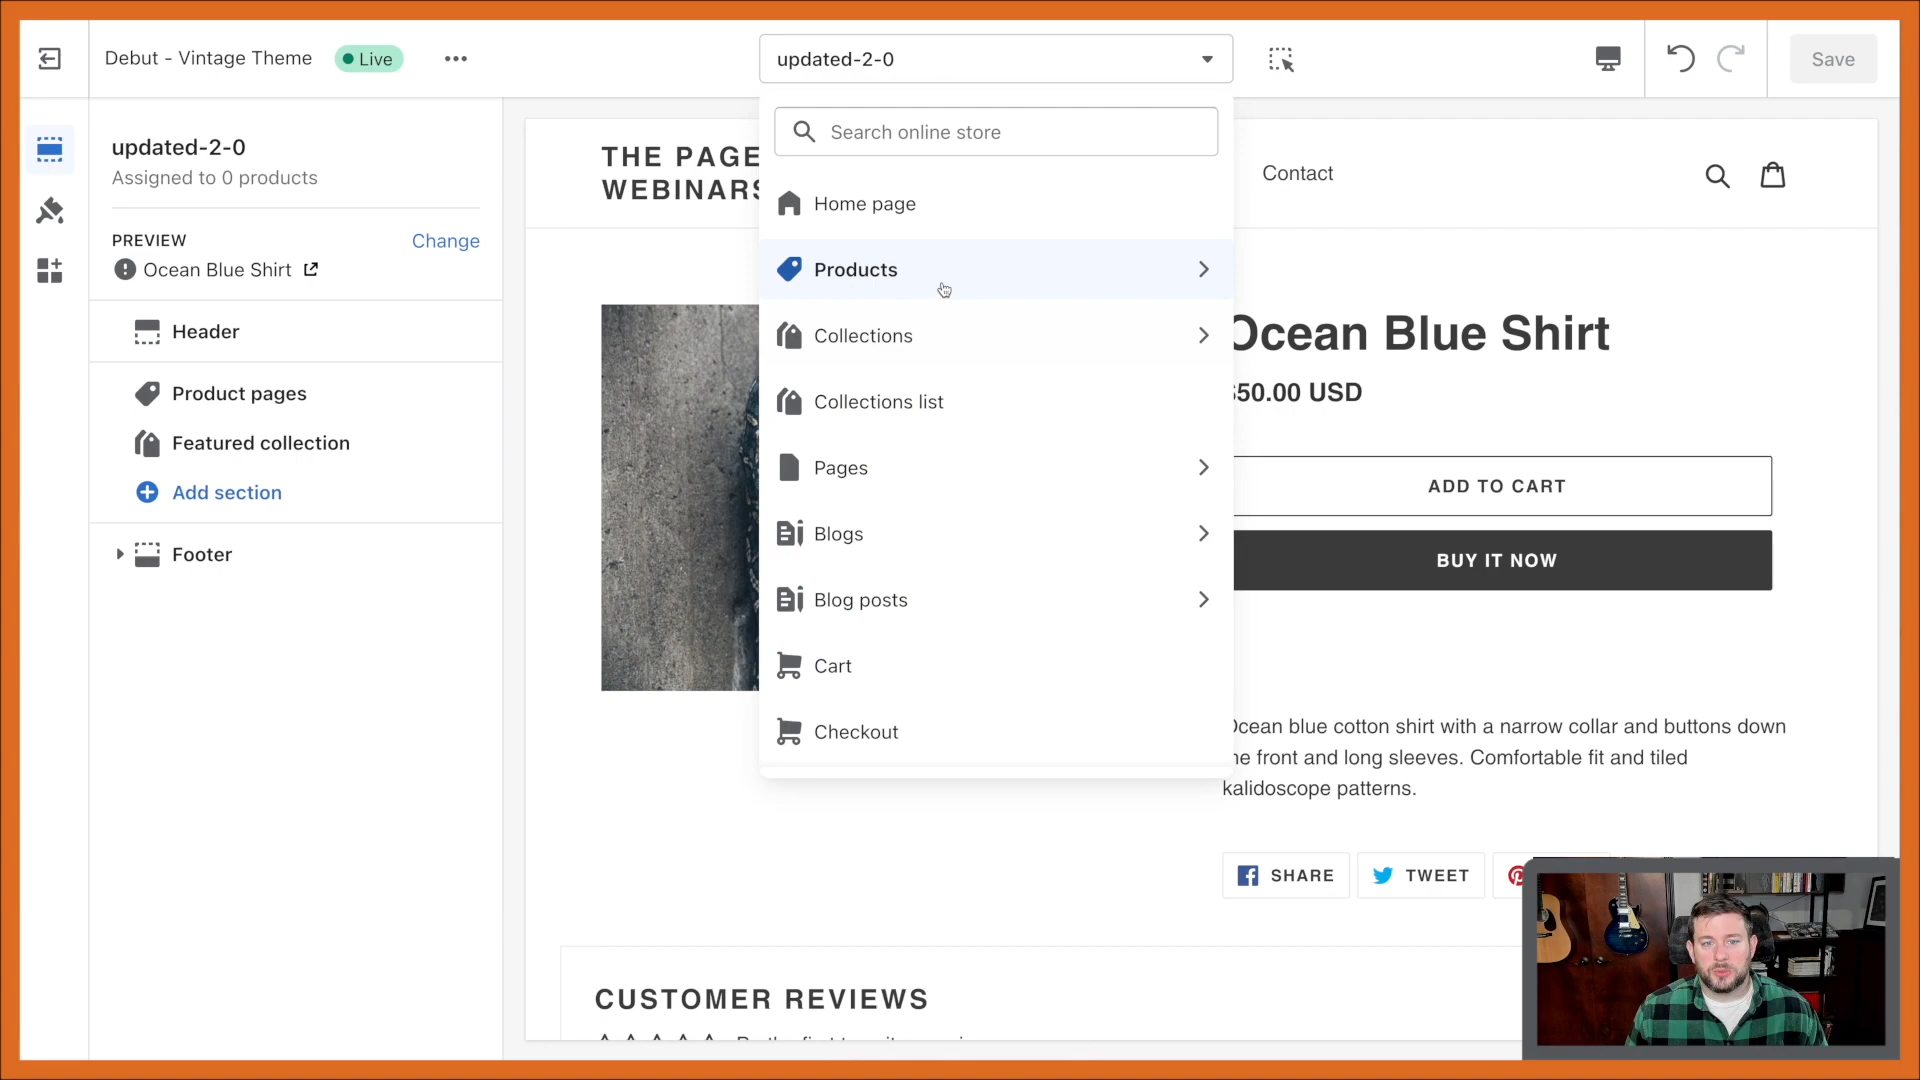 Debut - Vintage Theme
Live
updated-2-0
Save
updated-2-0
Assigned to 0 products
PREVIEW
Change
Ocean Blue Shirt
Header
Product pages
Featured collection
Add section
Footer
Search online store
Home page
Products
Collections
Collections list
Pages
Blogs
Blog posts
Cart
Checkout
THE PAGE
WEBINARS
Contact
Ocean Blue Shirt
$50.00 USD
ADD TO CART
BUY IT NOW
Ocean blue cotton shirt with a narrow collar and buttons down
the front and long sleeves. Comfortable fit and tiled
kalidoscope patterns.
SHARE
TWEET
CUSTOMER REVIEWS